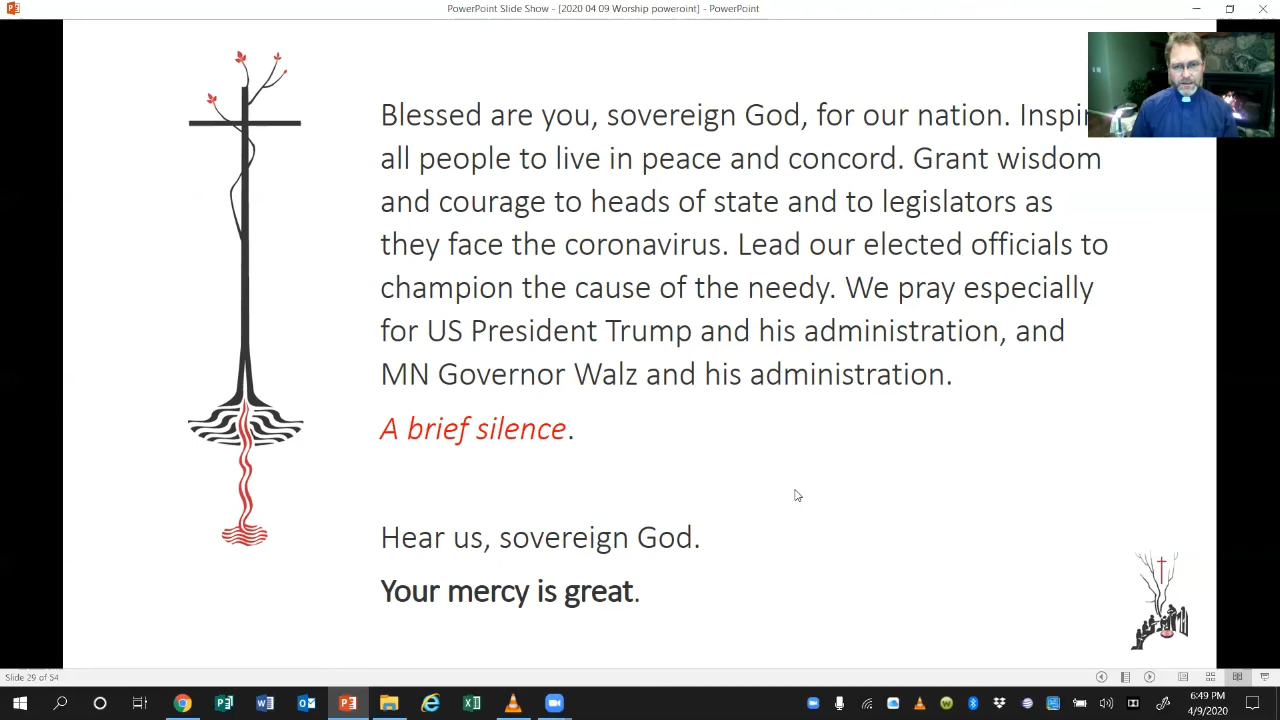 PowerPoint Slide Show - [2020 04 09 Worship poweroint] - PowerPoint
Blessed are you, sovereign God, for our nation. Inspir
all people to live in peace and concord. Grant wisdom
and courage to heads of state and to legislators as
they face the coronavirus. Lead our elected officials to
champion the cause of the needy. We pray especially
for US President Trump and his administration, and
MN Governor Walz and his administration.
A brief silence.
Hear us, sovereign God.
Your mercy is great.
Slide 29 of 54
6:49 PM
4/9/2020